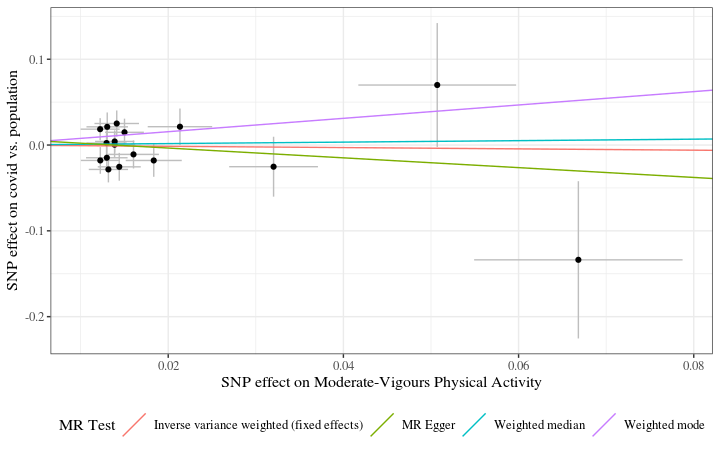 0.1
0.0
-0.1
-0.2
SNP effect on covid vs. population
0.02 0.04 0.06 0.08
SNP effect on Moderate-Vigours Physical Activity
MR Test Inverse variance weighted (fixed effects) MR Egger Weighted median Weighted mode